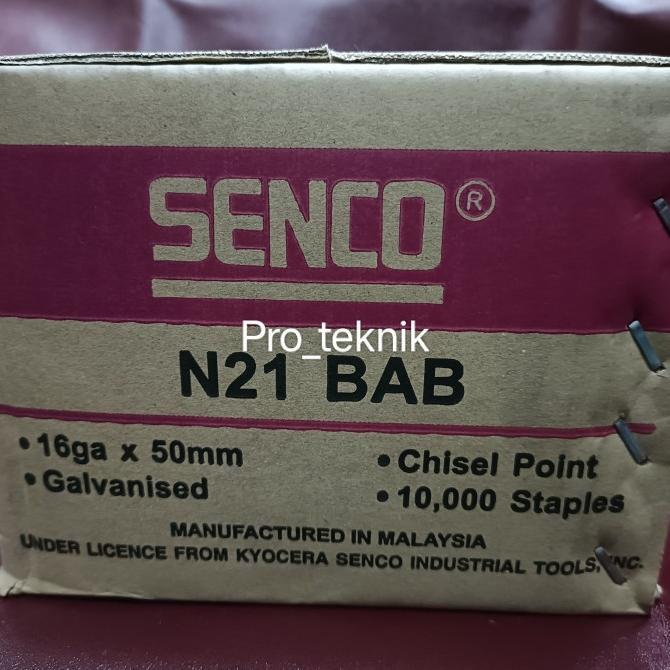 SENCO®
Pro_teknik
N21 BAB
•16ga x 50mm
•Galvanised
•Chisel Point
•10,000 Staples
MANUFACTURED IN MALAYSIA
UNDER LICENCE FROM KYOCERA SENCO INDUSTRIAL TOOLS, INC.